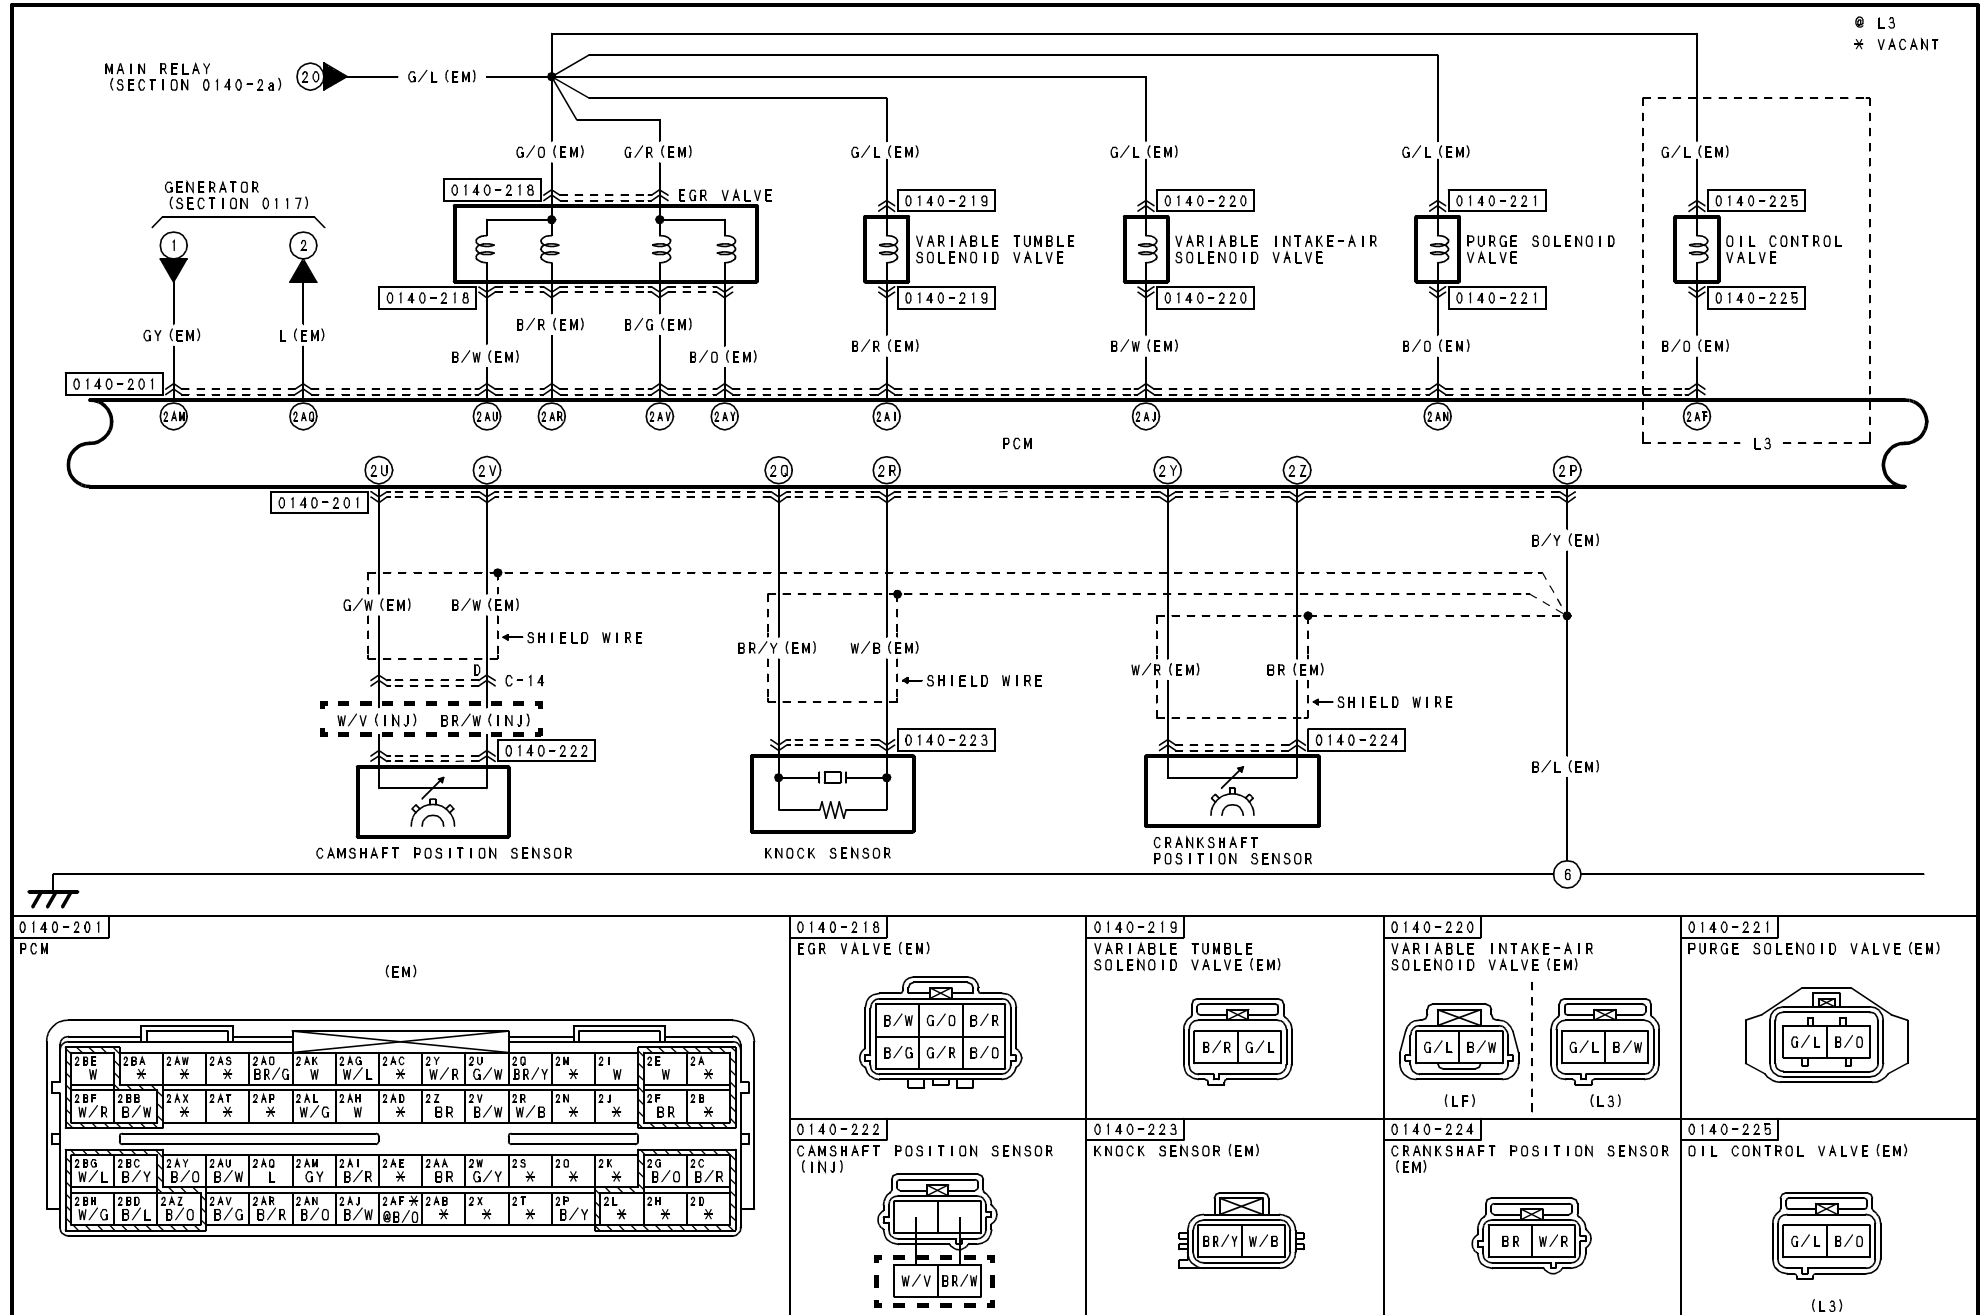 @ L3
* VACANT
MAIN RELAY
(SECTION 0140-2a)
20
G/L (EM)
G/O (EM)
G/R (EM)
G/L (EM)
G/L (EM)
G/L (EM)
G/L (EM)
GENERATOR
(SECTION 0117)
0140-218
EGR VALVE
0140-219
0140-220
0140-221
0140-225
1
2
VARIABLE TUMBLE
SOLENOID VALVE
VARIABLE INTAKE-AIR
SOLENOID VALVE
PURGE SOLENOID
VALVE
OIL CONTROL
VALVE
0140-218
0140-219
0140-220
0140-221
0140-225
GY (EM)
L (EM)
B/W (EM)
B/R (EM)
B/G (EM)
B/O (EM)
B/R (EM)
B/W (EM)
B/O (EM)
B/O (EM)
0140-201
2AM
2AQ
2AU
2AR
2AV
2AY
2AI
2AJ
2AN
2AF
PCM
L3
2U
2V
2Q
2R
2Y
2Z
2P
0140-201
B/Y (EM)
G/W (EM)
B/W (EM)
SHIELD WIRE
BR/Y (EM)
W/B (EM)
SHIELD WIRE
W/R (EM)
BR (EM)
SHIELD WIRE
D
C-14
W/V (INJ)
BR/W (INJ)
0140-222
0140-223
0140-224
B/L (EM)
CAMSHAFT POSITION SENSOR
KNOCK SENSOR
CRANKSHAFT
POSITION SENSOR
6
0140-201
PCM
(EM)
2BE 2BA 2AW 2AS 2AO 2AK 2AG 2AC 2Y 2U 2Q 2M 2I 2E 2A
W * * * BR/G W W/L * W/R G/W BR/Y * W W *
2BF 2BB 2AX 2AT 2AP 2AL 2AH 2AD 2Z 2V 2R 2N 2J 2F 2B
W/R B/W * * * W/G W * BR B/W W/B * * BR *
2BG 2BC 2AY 2AU 2AQ 2AM 2AI 2AE 2AA 2W 2S 2O 2K 2G 2C
W/L B/Y B/O B/W L GY B/R * BR G/Y * * * B/O B/R
2BH 2BD 2AZ 2AV 2AR 2AN 2AJ 2AF* 2AB 2X 2T 2P 2L 2H 2D
W/G B/L B/O B/G B/R B/O B/W @B/O * * * B/Y * * *
0140-218
EGR VALVE (EM)
B/W G/O B/R
B/G G/R B/O
0140-219
VARIABLE TUMBLE
SOLENOID VALVE (EM)
B/R G/L
0140-220
VARIABLE INTAKE-AIR
SOLENOID VALVE (EM)
G/L B/W
(LF)
G/L B/W
(L3)
0140-221
PURGE SOLENOID VALVE (EM)
G/L B/O
0140-222
CAMSHAFT POSITION SENSOR
(INJ)
W/V BR/W
0140-223
KNOCK SENSOR (EM)
BR/Y W/B
0140-224
CRANKSHAFT POSITION SENSOR
(EM)
BR W/R
0140-225
OIL CONTROL VALVE (EM)
G/L B/O
(L3)